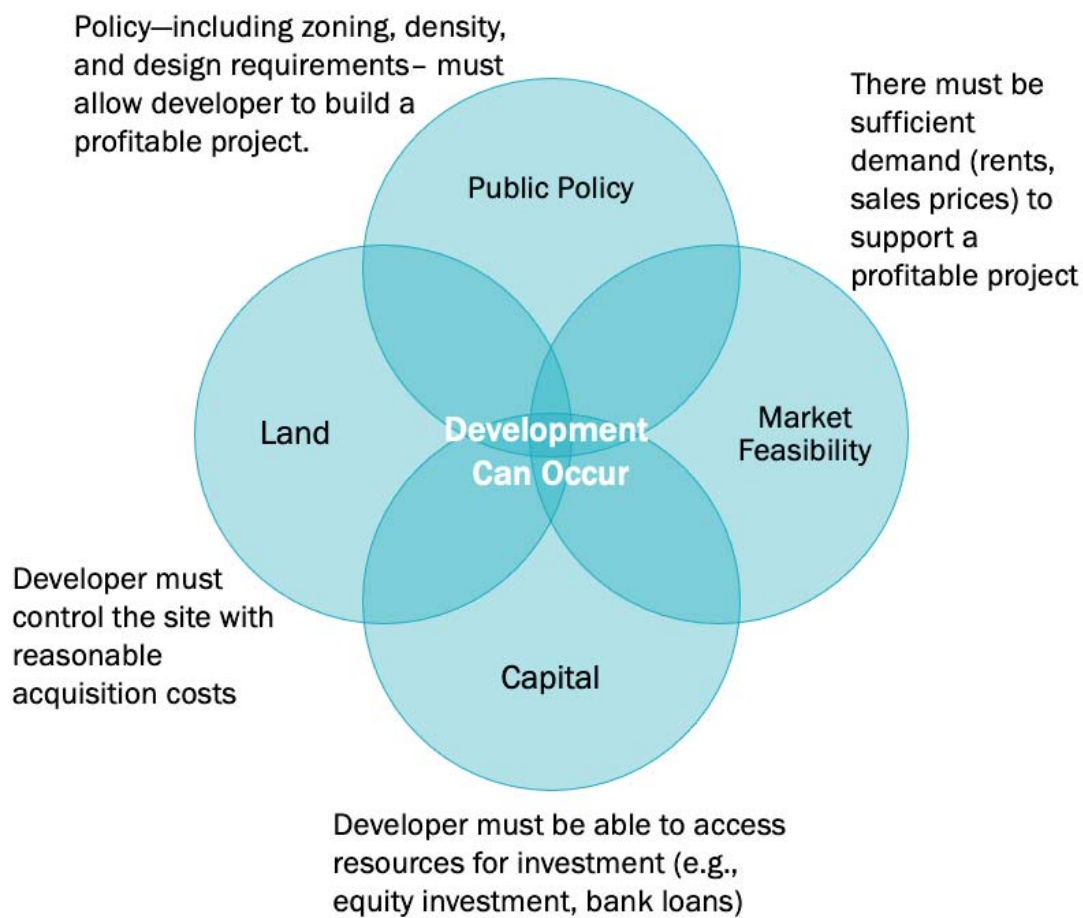 Policy—including zoning, density,
and design requirements– must
allow developer to build a
profitable project.
There must be
sufficient
demand (rents,
sales prices) to
support a
profitable project
Public Policy
Land
Development
Can Occur
Market
Feasibility
Developer must
control the site with
reasonable
acquisition costs
Capital
Developer must be able to access
resources for investment (e.g.,
equity investment, bank loans)